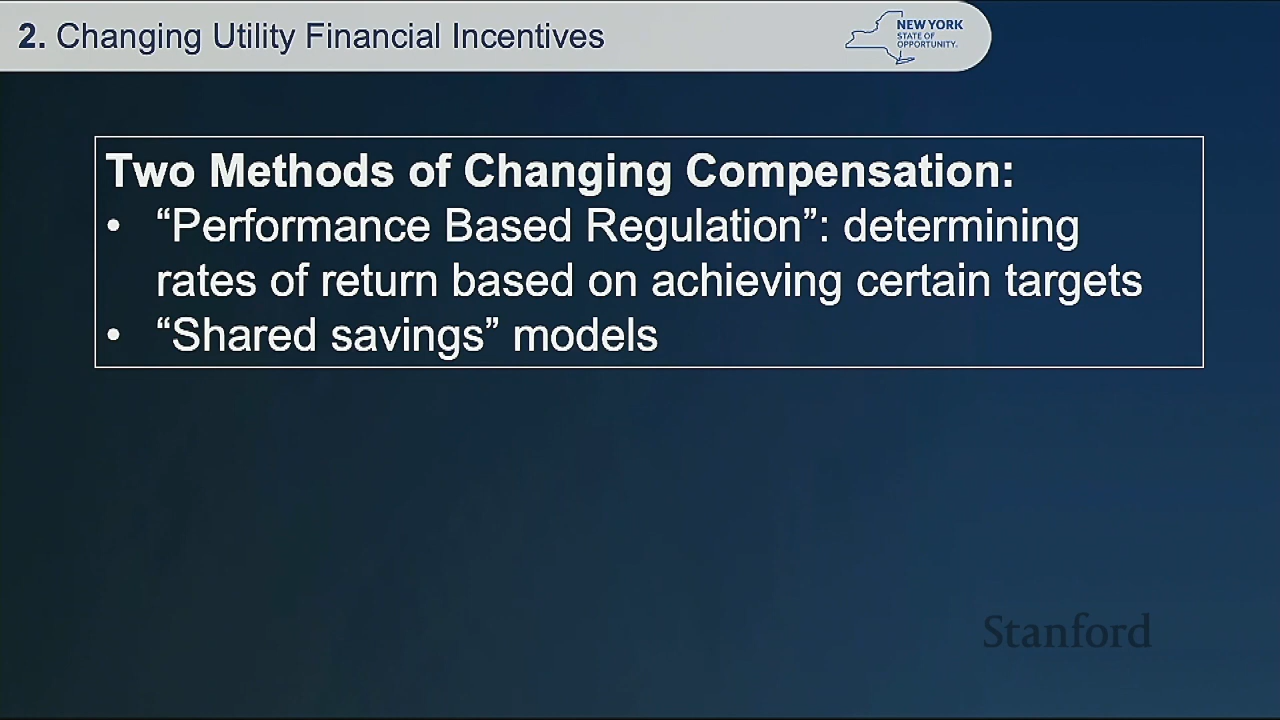 2. Changing Utility Financial Incentives
NEW YORK
STATE OF
OPPORTUNITY.
Two Methods of Changing Compensation:
• “Performance Based Regulation”: determining
rates of return based on achieving certain targets
• “Shared savings” models
Stanford